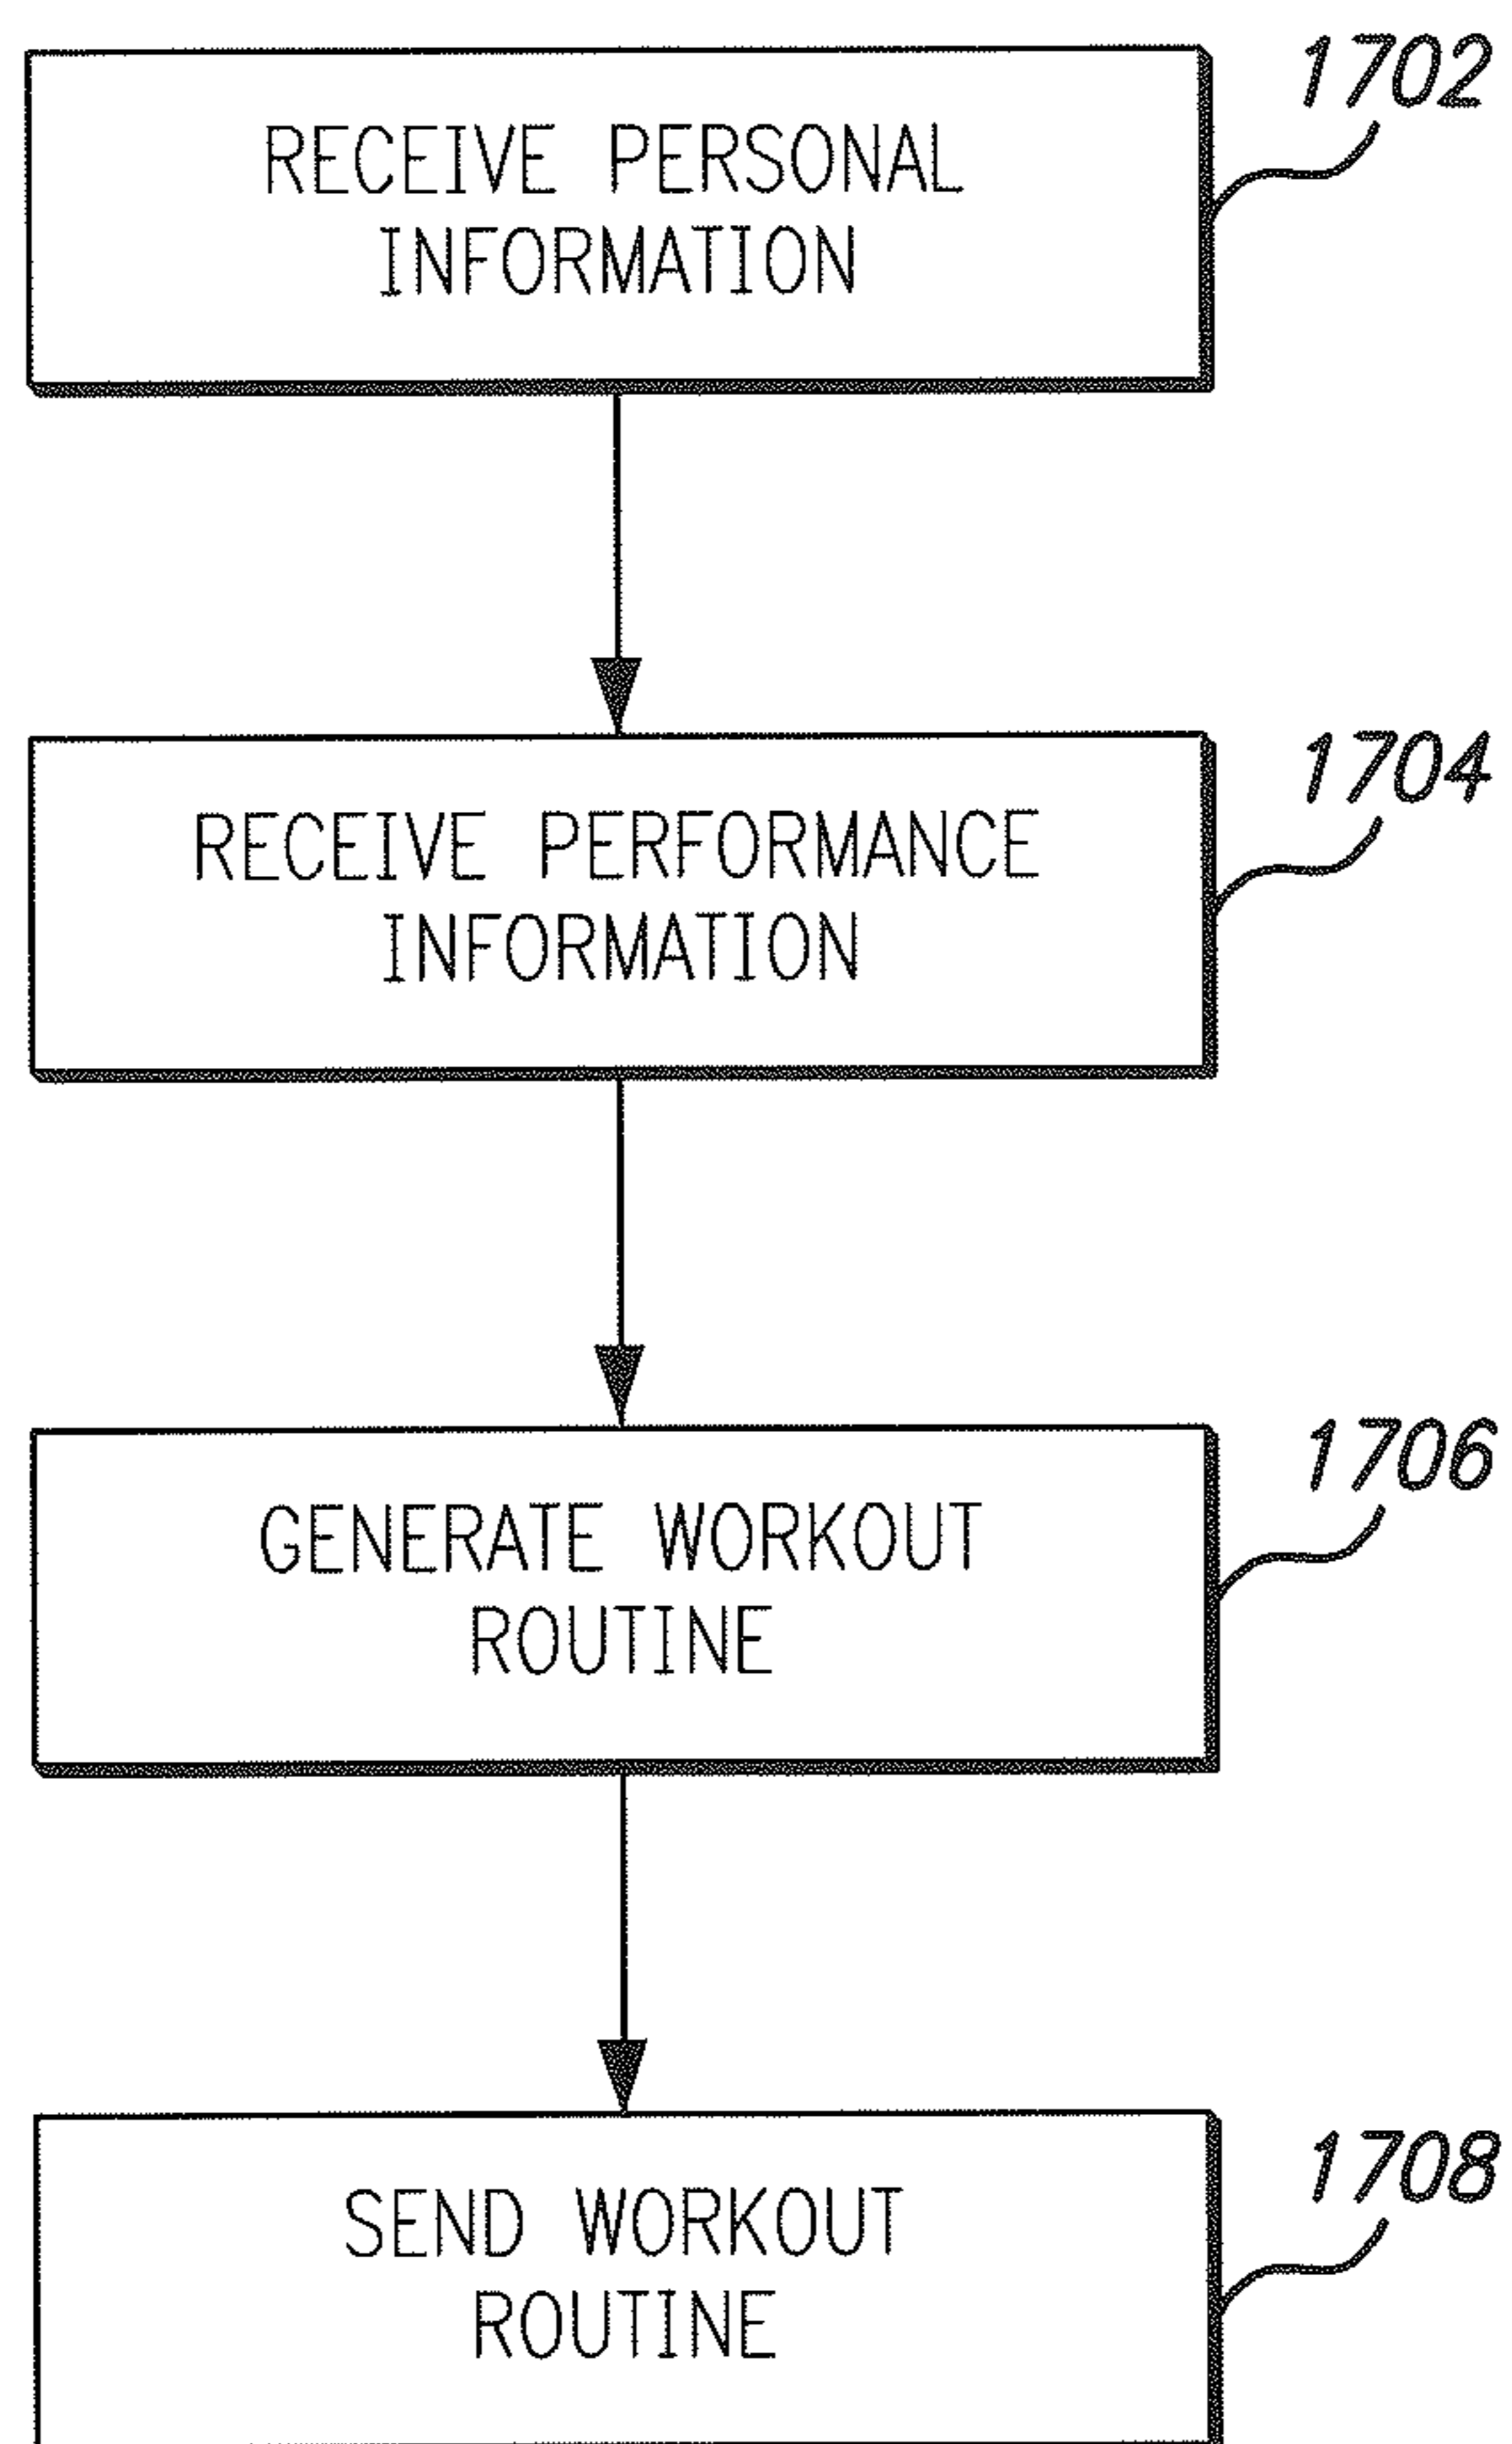 1702
RECEIVE PERSONAL
INFORMATION
1704
RECEIVE PERFORMANCE
INFORMATION
1706
GENERATE WORKOUT
ROUTINE
1708
SEND WORKOUT
ROUTINE